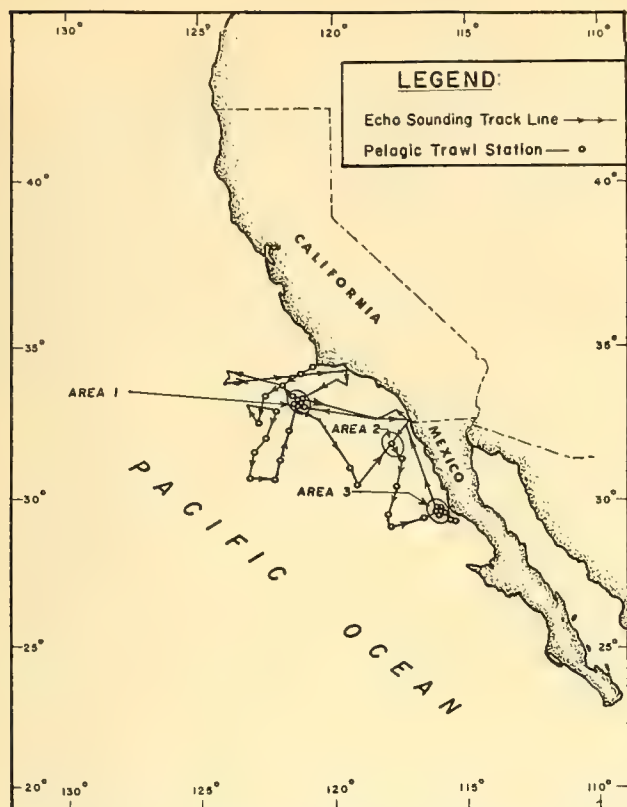 130° 125° 120° 115° 110°
LEGEND:
Echo Sounding Track Line
Pelagic Trawl Station
40° 40°
CALIFORNIA
35° 35°
AREA 1
AREA 2
MEXICO
AREA 3
30° 30°
PACIFIC OCEAN
25° 25°
20° 130° 125° 120° 115° 110° 20°